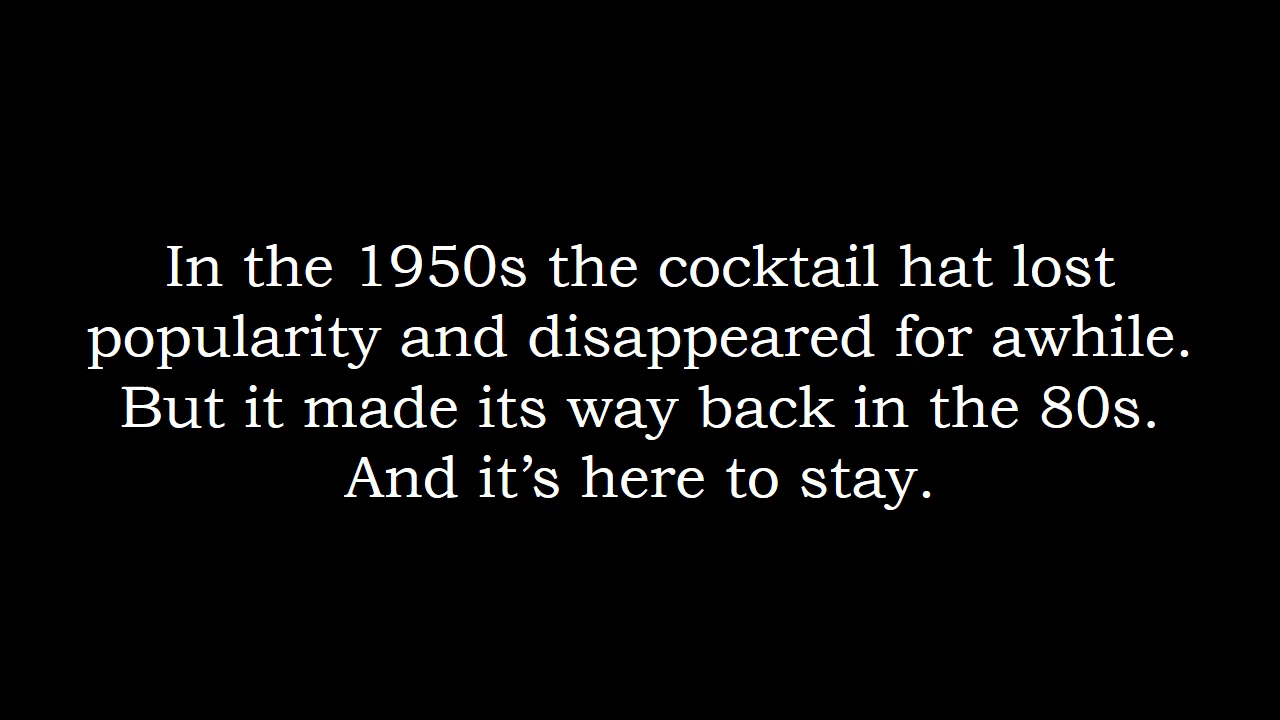 In the 1950s the cocktail hat lost
popularity and disappeared for awhile.
But it made its way back in the 80s.
And it’s here to stay.